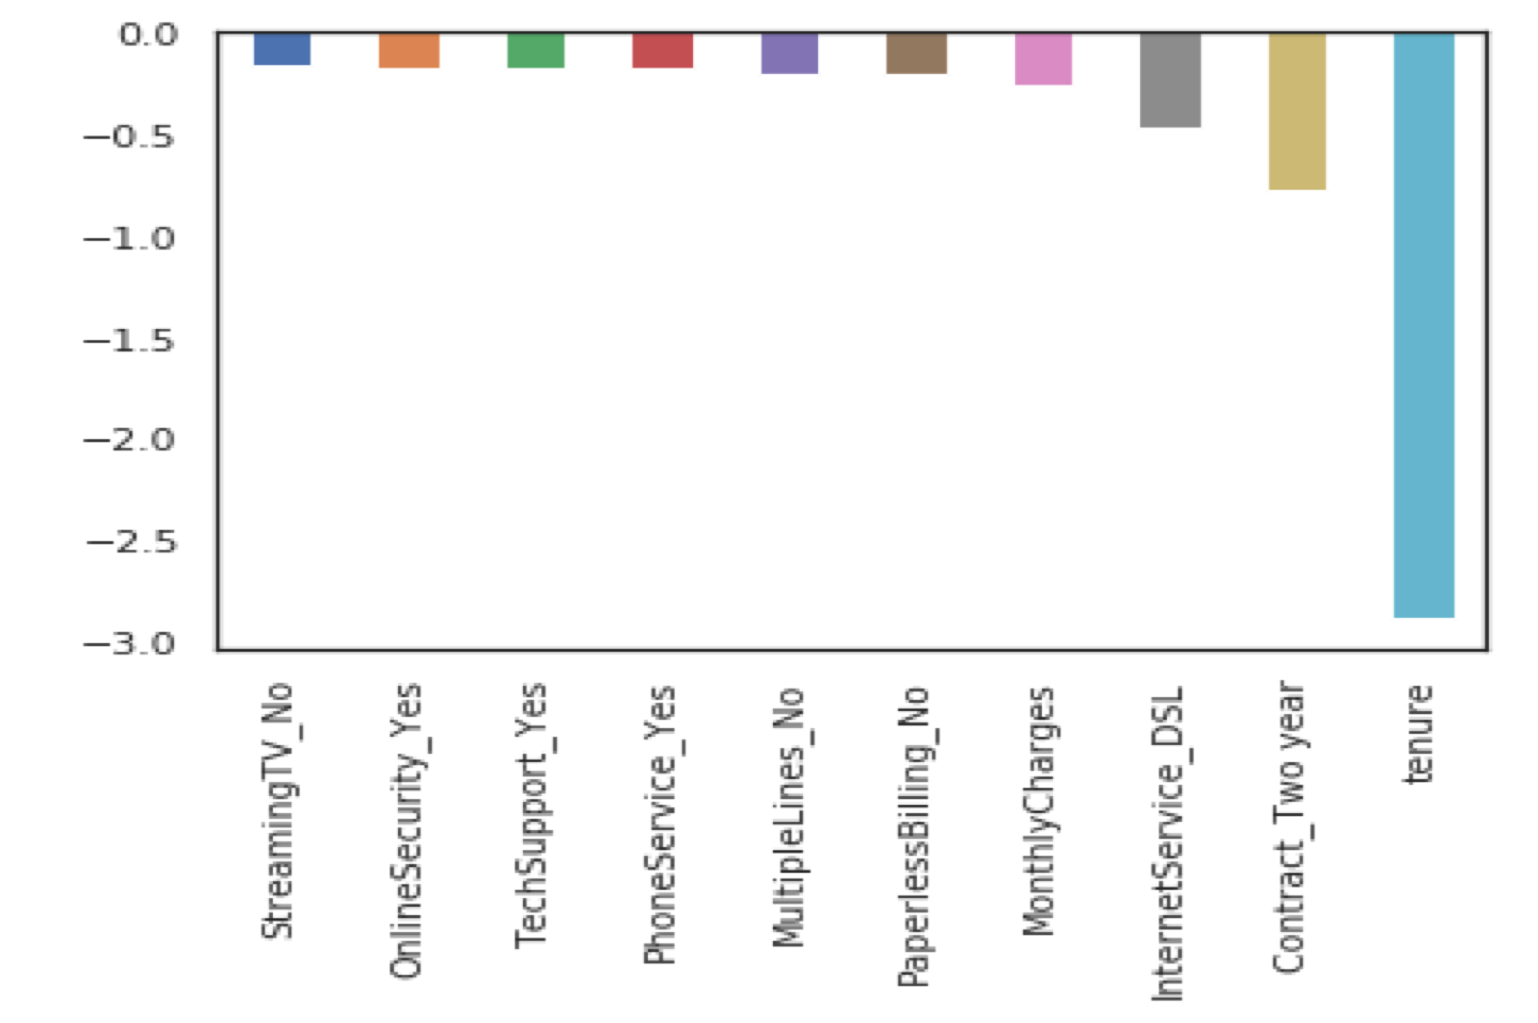 0.0
−0.5
−1.0
−1.5
−2.0
−2.5
−3.0
StreamingTV_No
OnlineSecurity_Yes
TechSupport_Yes
PhoneService_Yes
MultipleLines_No
PaperlessBilling_No
MonthlyCharges
InternetService_DSL
Contract_Two year
tenure